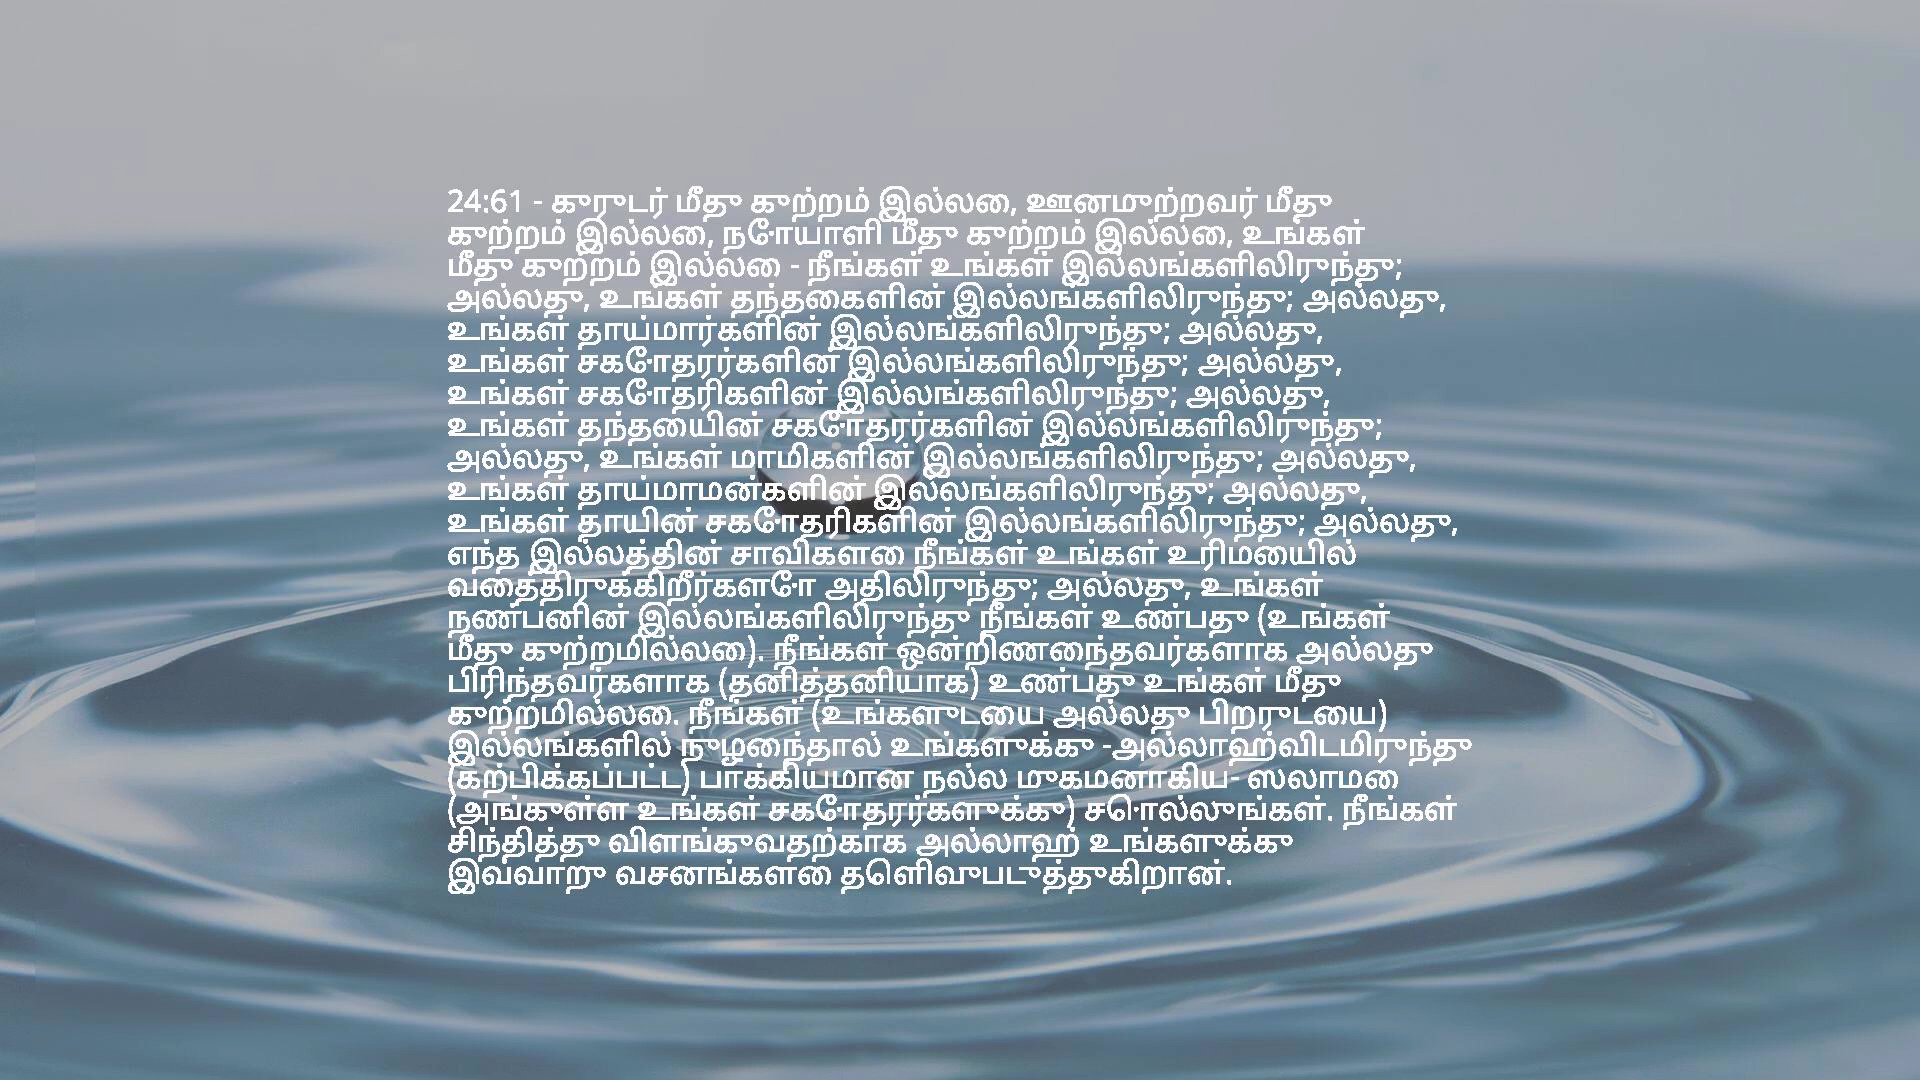 24:61 - குருடர் மீது குற்றம் இல்லை, ஊனமுற்றவர் மீது
குற்றம் இல்லை, நோயாளி மீது குற்றம் இல்லை, உங்கள்
மீது குற்றம் இல்லை - நீங்கள் உங்கள் இல்லங்களிலிருந்து;
அல்லது, உங்கள் தந்தைகளின் இல்லங்களிலிருந்து; அல்லது,
உங்கள் தாய்மார்களின் இல்லங்களிலிருந்து; அல்லது,
உங்கள் சகோதரர்களின் இல்லங்களிலிருந்து; அல்லது,
உங்கள் சகோதரிகளின் இல்லங்களிலிருந்து; அல்லது,
உங்கள் தந்தையின் சகோதரர்களின் இல்லங்களிலிருந்து;
அல்லது, உங்கள் மாமிகளின் இல்லங்களிலிருந்து; அல்லது,
உங்கள் தாய்மாமன்களின் இல்லங்களிலிருந்து; அல்லது,
உங்கள் தாயின் சகோதரிகளின் இல்லங்களிலிருந்து; அல்லது,
எந்த இல்லத்தின் சாவிகளை நீங்கள் உங்கள் உரிமையில்
வைத்திருக்கிறீர்களோ அதிலிருந்து; அல்லது, உங்கள்
நண்பனின் இல்லங்களிலிருந்து நீங்கள் உண்பது (உங்கள்
மீது குற்றமில்லை). நீங்கள் ஒன்றிணைந்தவர்களாக அல்லது
பிரிந்தவர்களாக (தனித்தனியாக) உண்பது உங்கள் மீது
குற்றமில்லை. நீங்கள் (உங்களுடைய அல்லது பிறருடைய)
இல்லங்களில் நுழைந்தால் உங்களுக்கு -அல்லாஹ்விடமிருந்து
(கற்பிக்கப்பட்ட) பாக்கியமான நல்ல முகமனாகிய- ஸலாமை
(அங்குள்ள உங்கள் சகோதரர்களுக்கு) சொல்லுங்கள். நீங்கள்
சிந்தித்து விளங்குவதற்காக அல்லாஹ் உங்களுக்கு
இவ்வாறு வசனங்களை தெளிவுபடுத்துகிறான்.